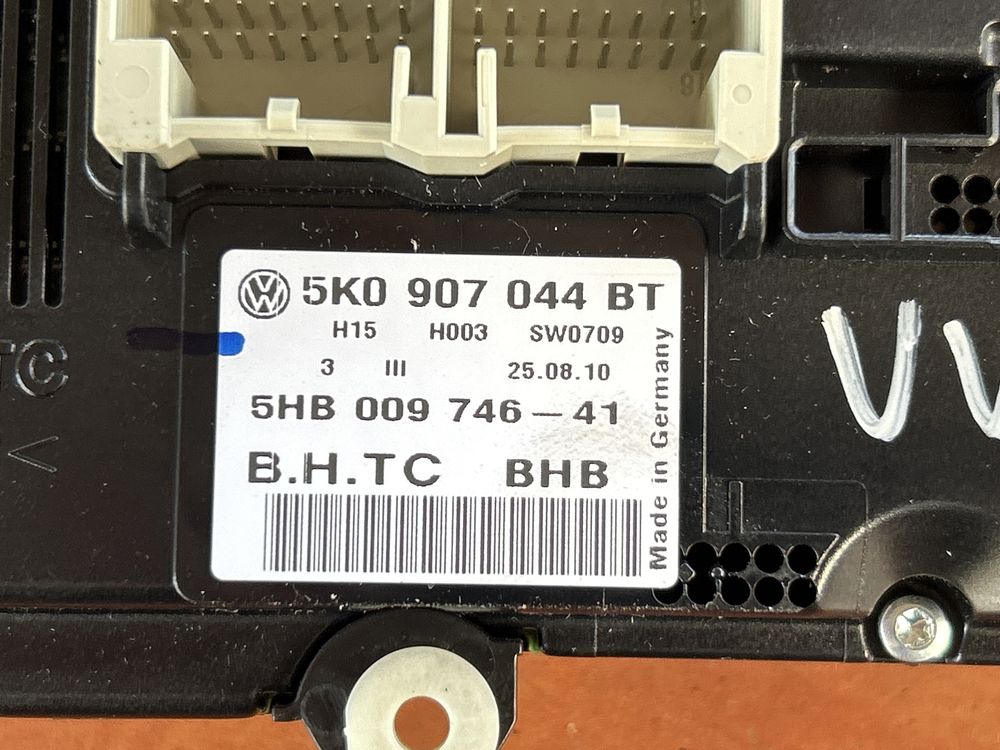 5K0 907 044 BT
H15 H003 SW0709
3 III 25.08.10
5HB 009 746-41
B.H.TC BHB
Made in Germany
TC